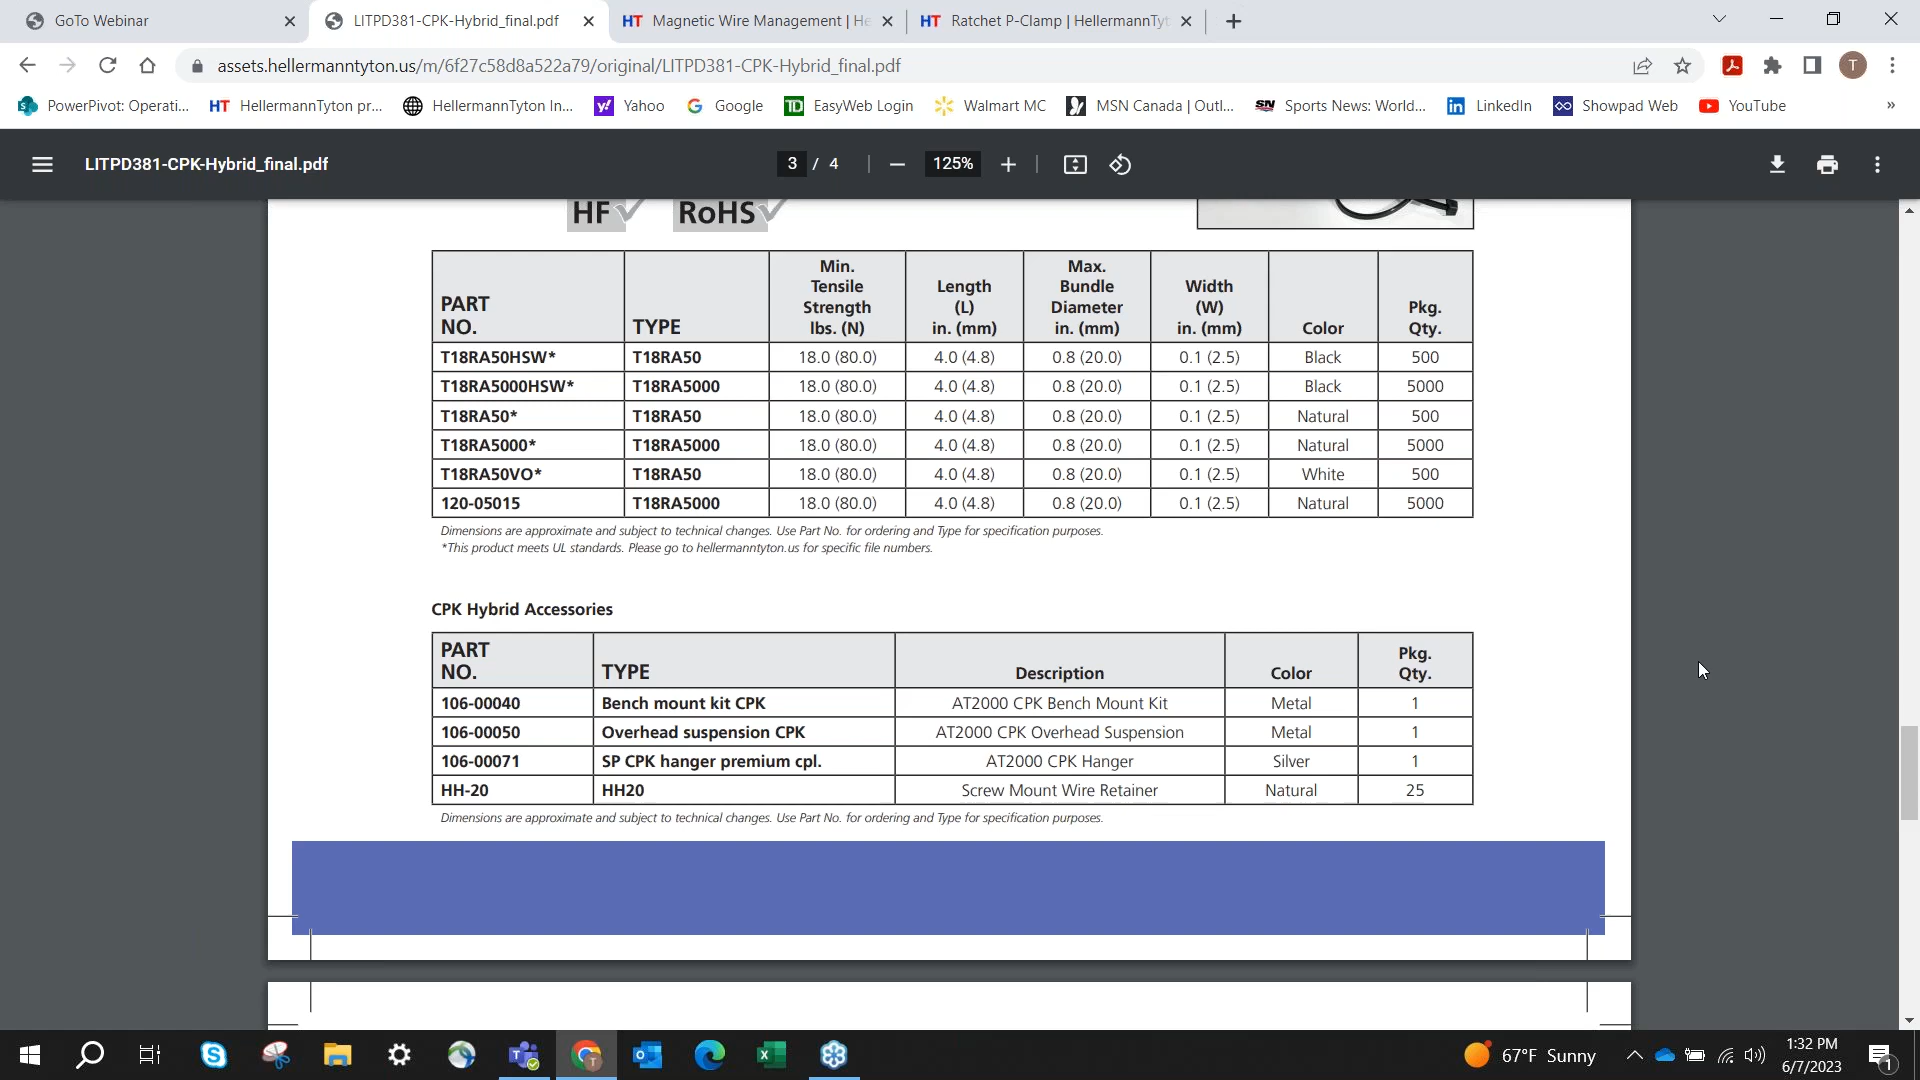 GoTo Webinar
LITPD381-CPK-Hybrid_final.pdf
HT Magnetic Wire Management | He
HT Ratchet P-Clamp | HellermannTyt
assets.hellermanntyton.us/m/6f27c58d8a522a79/original/LITPD381-CPK-Hybrid_final.pdf
T
PowerPivot: Operati...
HT HellermannTyton pr...
HellermannTyton In...
Yahoo
Google
EasyWeb Login
Walmart MC
MSN Canada | Outl...
Sports News: World...
LinkedIn
Showpad Web
YouTube
»
LITPD381-CPK-Hybrid_final.pdf
3 / 4
125%
HF RoHS
PART NO. TYPE Min. Tensile Strength lbs. (N) Length (L) in. (mm) Max. Bundle Diameter in. (mm) Width (W) in. (mm) Color Pkg. Qty.
T18RA50HSW* T18RA50 18.0 (80.0) 4.0 (4.8) 0.8 (20.0) 0.1 (2.5) Black 500
T18RA5000HSW* T18RA5000 18.0 (80.0) 4.0 (4.8) 0.8 (20.0) 0.1 (2.5) Black 5000
T18RA50* T18RA50 18.0 (80.0) 4.0 (4.8) 0.8 (20.0) 0.1 (2.5) Natural 500
T18RA5000* T18RA5000 18.0 (80.0) 4.0 (4.8) 0.8 (20.0) 0.1 (2.5) Natural 5000
T18RA50VO* T18RA50 18.0 (80.0) 4.0 (4.8) 0.8 (20.0) 0.1 (2.5) White 500
120-05015 T18RA5000 18.0 (80.0) 4.0 (4.8) 0.8 (20.0) 0.1 (2.5) Natural 5000
Dimensions are approximate and subject to technical changes. Use Part No. for ordering and Type for specification purposes.
*This product meets UL standards. Please go to hellermanntyton.us for specific file numbers.
CPK Hybrid Accessories
PART NO. TYPE Description Color Pkg. Qty.
106-00040 Bench mount kit CPK AT2000 CPK Bench Mount Kit Metal 1
106-00050 Overhead suspension CPK AT2000 CPK Overhead Suspension Metal 1
106-00071 SP CPK hanger premium cpl. AT2000 CPK Hanger Silver 1
HH-20 HH20 Screw Mount Wire Retainer Natural 25
Dimensions are approximate and subject to technical changes. Use Part No. for ordering and Type for specification purposes.
67°F Sunny
1:32 PM
6/7/2023
1